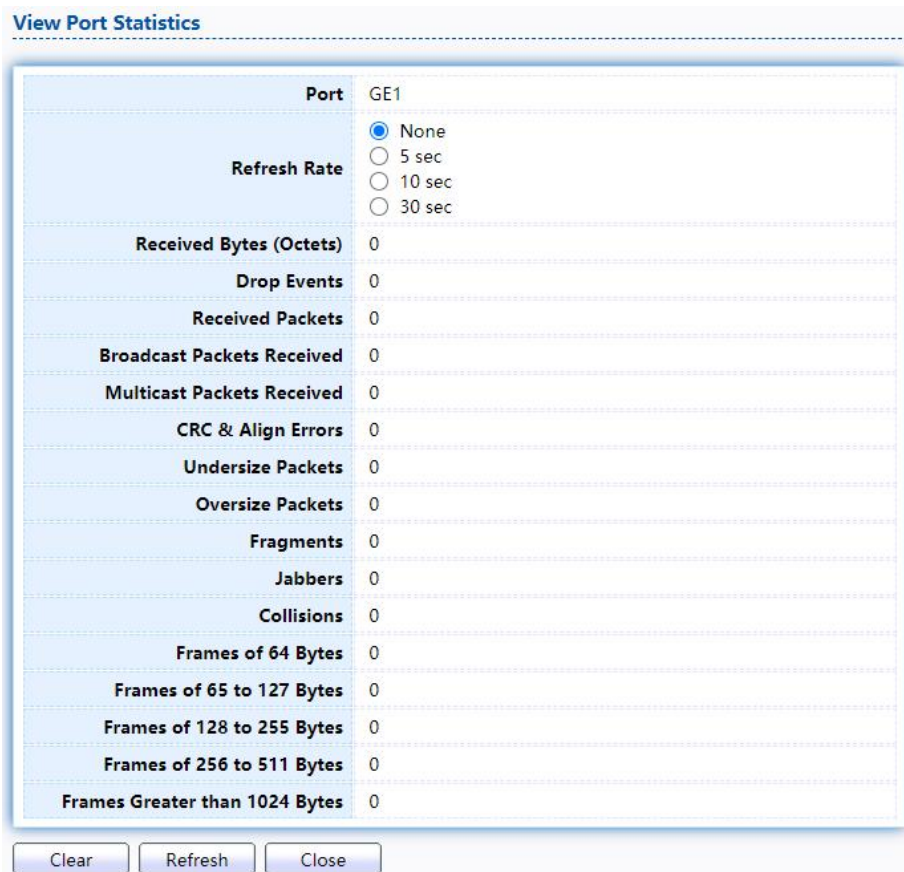 View Port Statistics
Port GE1
Refresh Rate
None
5 sec
10 sec
30 sec
Received Bytes (Octets) 0
Drop Events 0
Received Packets 0
Broadcast Packets Received 0
Multicast Packets Received 0
CRC & Align Errors 0
Undersize Packets 0
Oversize Packets 0
Fragments 0
Jabbers 0
Collisions 0
Frames of 64 Bytes 0
Frames of 65 to 127 Bytes 0
Frames of 128 to 255 Bytes 0
Frames of 256 to 511 Bytes 0
Frames Greater than 1024 Bytes 0
Clear Refresh Close